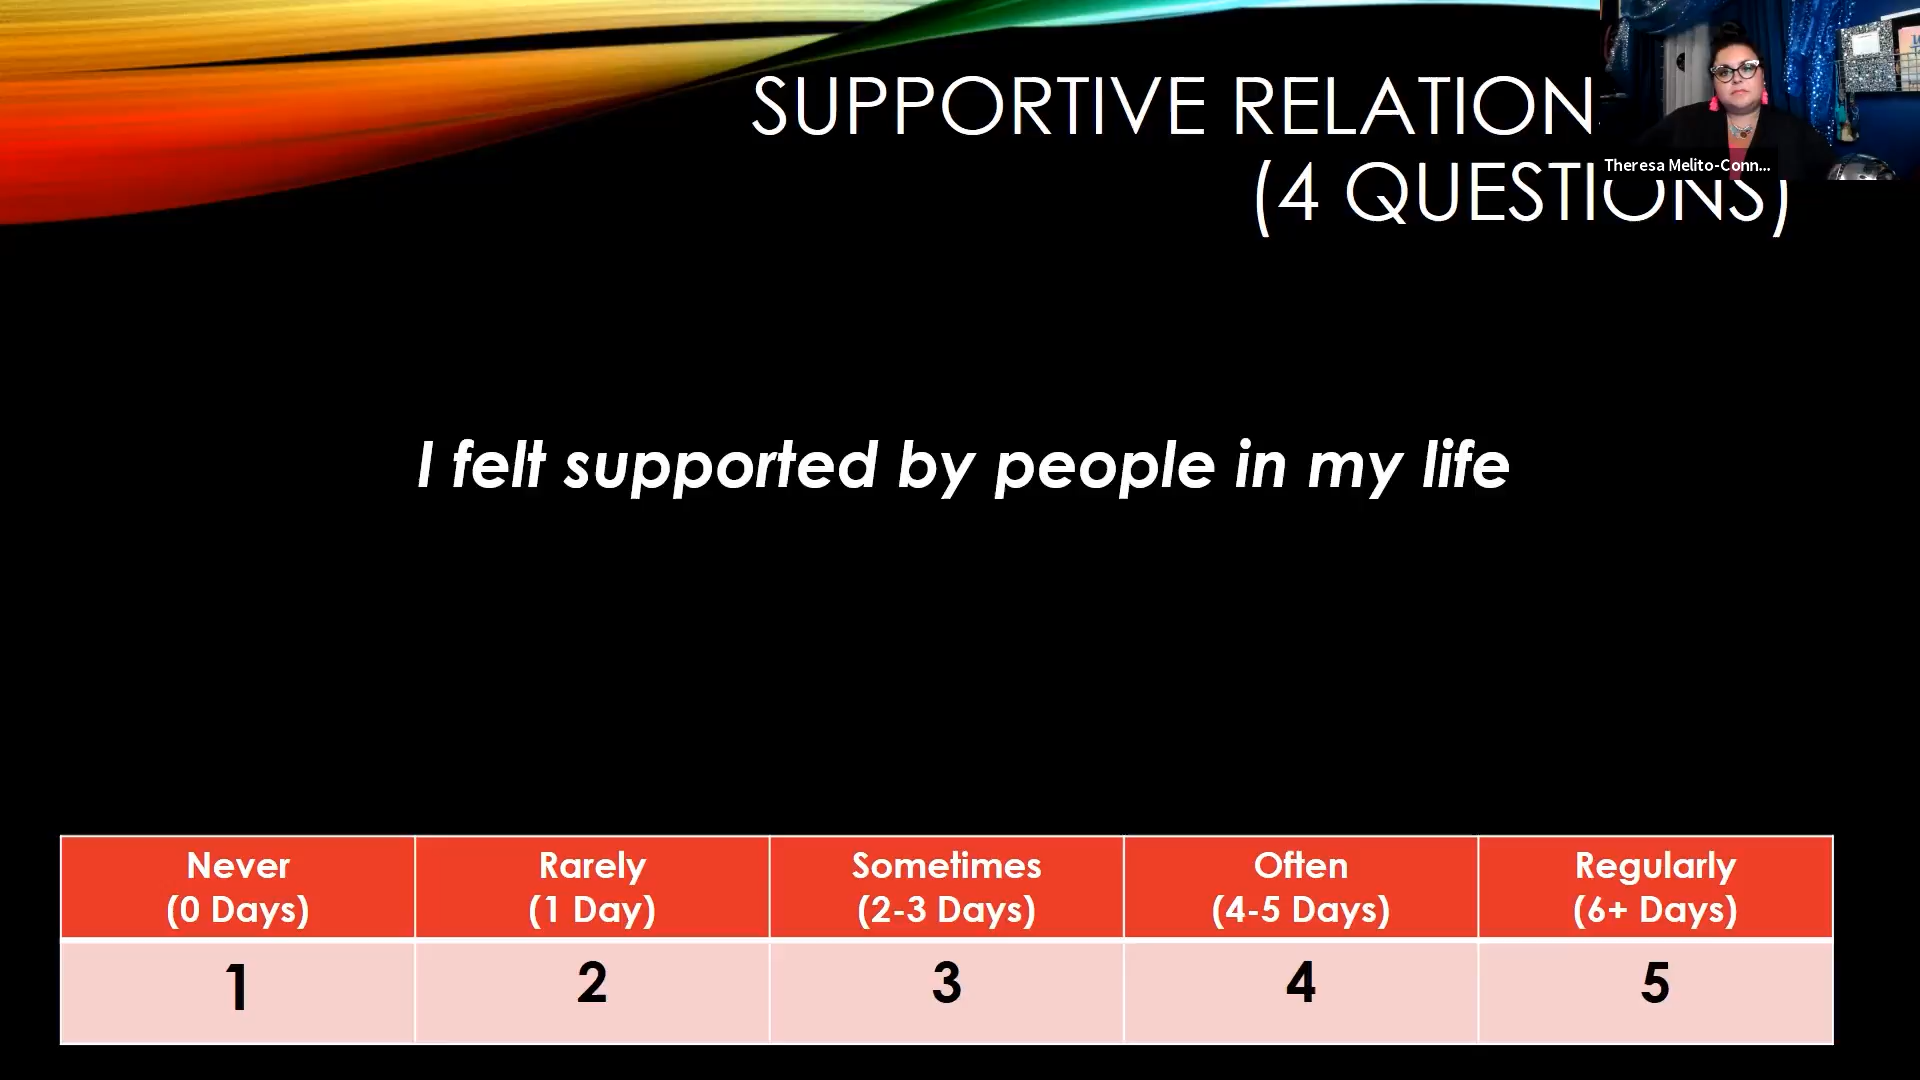 SUPPORTIVE RELATION
(4 QUESTIONS)
Theresa Melito-Conn...
I felt supported by people in my life
Never Rarely Sometimes Often Regularly
(0 Days) (1 Day) (2-3 Days) (4-5 Days) (6+ Days)
1 2 3 4 5